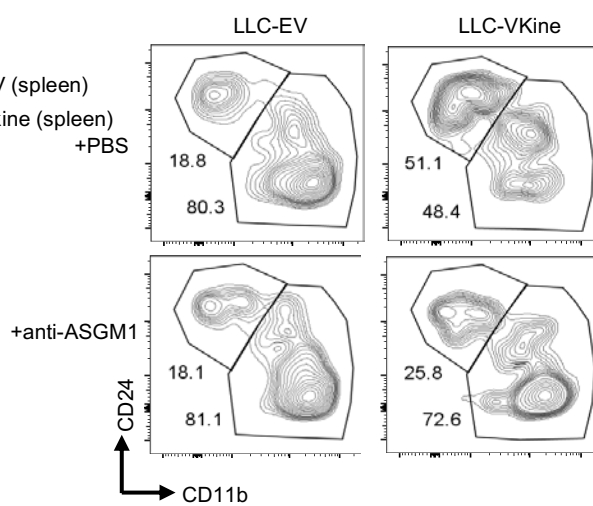 LLC-EV LLC-VKine
(spleen)
kine (spleen)
+PBS
18.8 51.1
80.3 48.4
+anti-ASGM1
18.1 25.8
81.1 72.6
CD24
CD11b